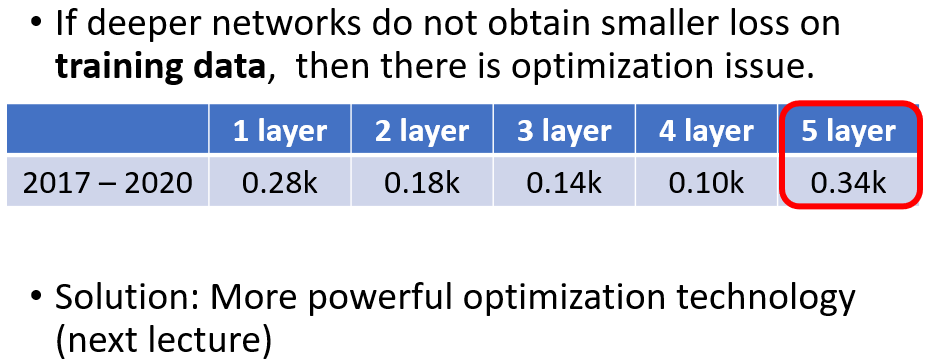 • If deeper networks do not obtain smaller loss on
training data, then there is optimization issue.
1 layer 2 layer 3 layer 4 layer 5 layer
2017 – 2020 0.28k 0.18k 0.14k 0.10k 0.34k
• Solution: More powerful optimization technology
(next lecture)